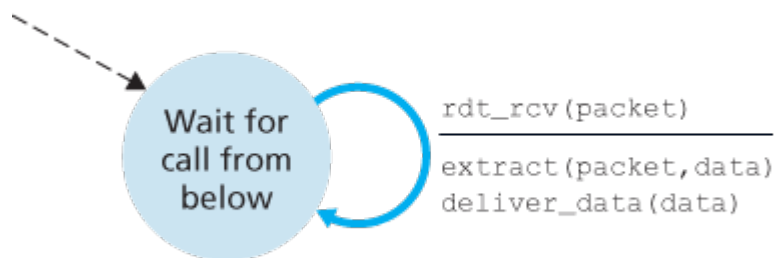 Wait for
call from
below
rdt_rcv(packet)
extract(packet,data)
deliver_data(data)